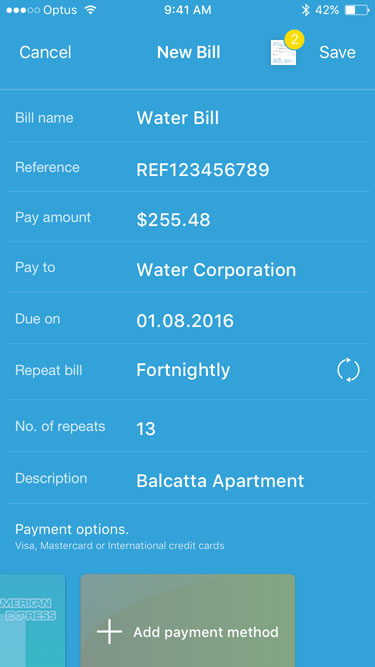 Optus 9:41 AM 42%
Cancel New Bill 2 Save
Bill name Water Bill
Reference REF123456789
Pay amount $255.48
Pay to Water Corporation
Due on 01.08.2016
Repeat bill Fortnightly
No. of repeats 13
Description Balcatta Apartment
Payment options.
Visa, Mastercard or International credit cards
MERICAN
EXPRESS
Add payment method